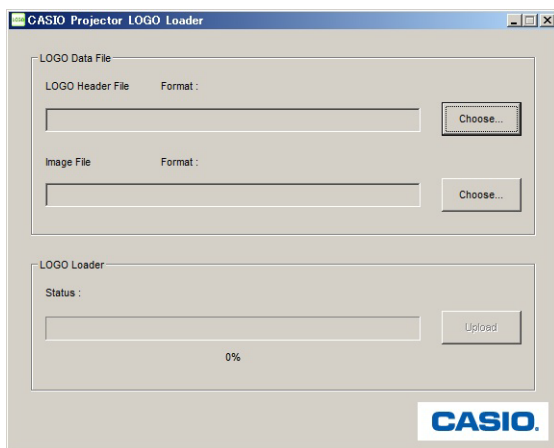 CASIO Projector LOGO Loader
LOGO Data File
LOGO Header File Format :
Choose...
Image File Format :
Choose...
LOGO Loader
Status :
Upload
0%
CASIO.